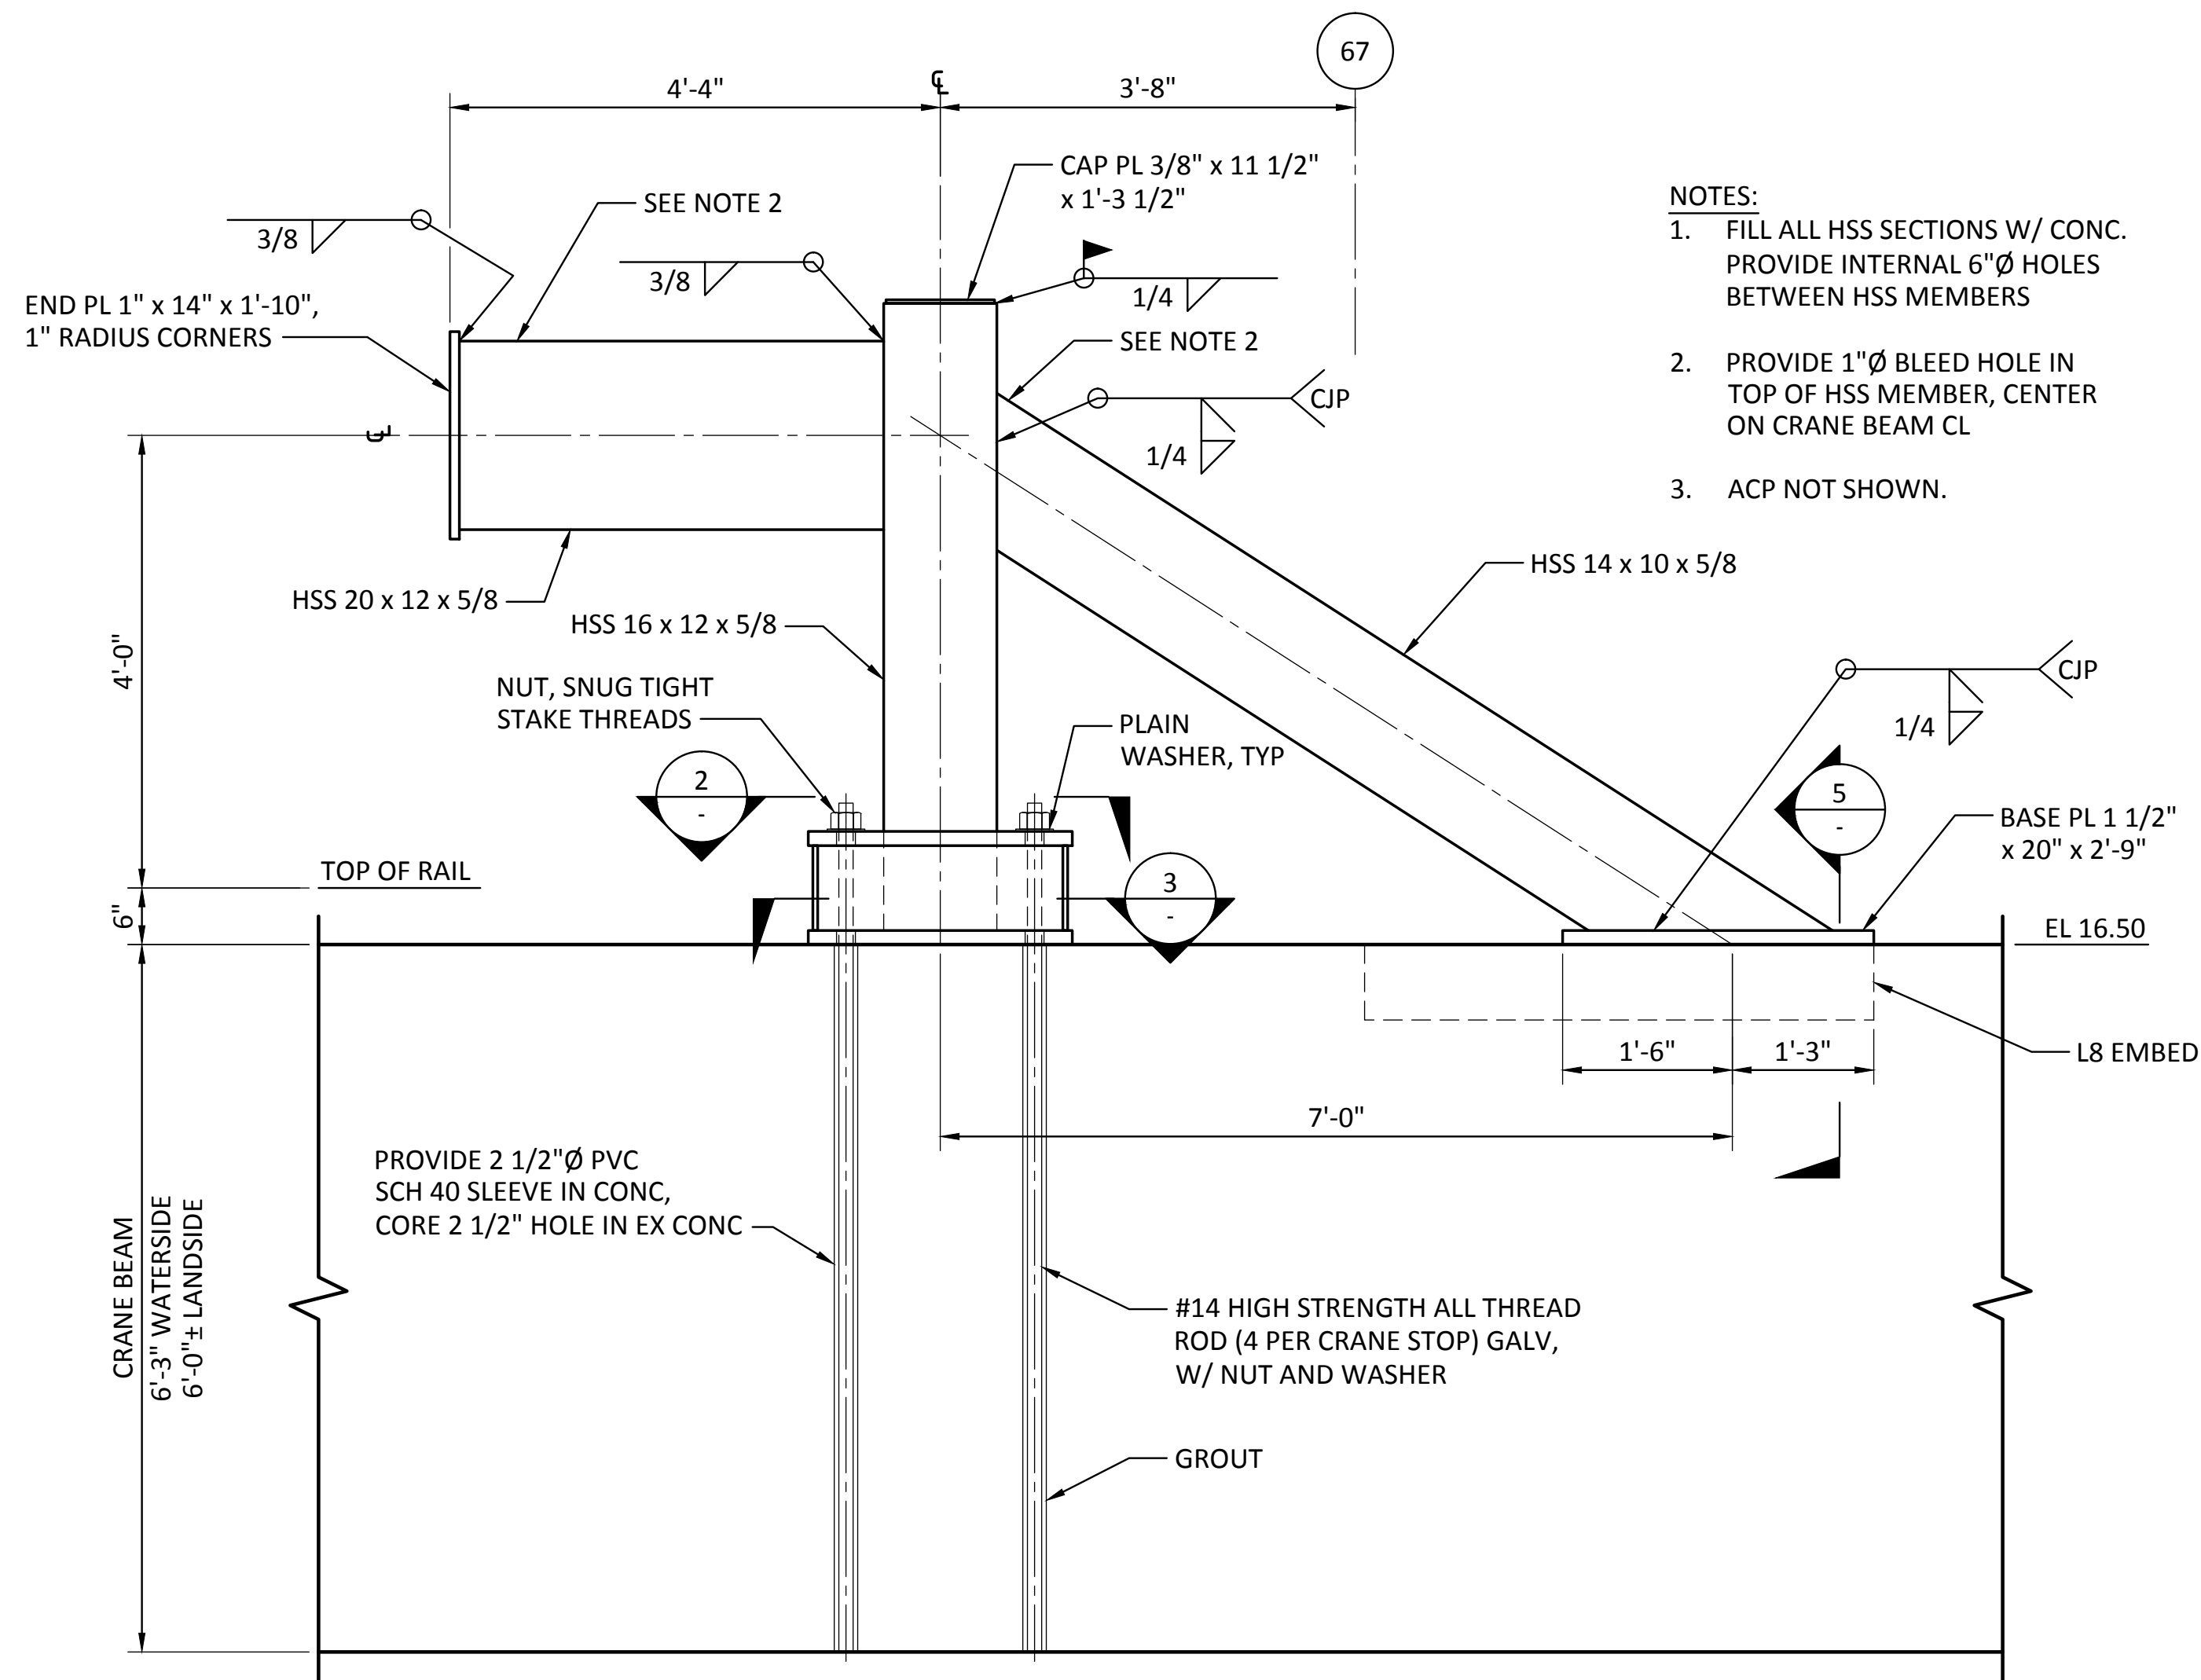 67
4'-4"
℄
3'-8"
CAP PL 3/8" x 11 1/2"
x 1'-3 1/2"
SEE NOTE 2
3/8
3/8
1/4
END PL 1" x 14" x 1'-10",
1" RADIUS CORNERS
SEE NOTE 2
CJP
1/4
℄
NOTES:
1. FILL ALL HSS SECTIONS W/ CONC.
PROVIDE INTERNAL 6"Ø HOLES
BETWEEN HSS MEMBERS
2. PROVIDE 1"Ø BLEED HOLE IN
TOP OF HSS MEMBER, CENTER
ON CRANE BEAM CL
3. ACP NOT SHOWN.
HSS 14 x 10 x 5/8
HSS 20 x 12 x 5/8
HSS 16 x 12 x 5/8
4'-0"
NUT, SNUG TIGHT
STAKE THREADS
PLAIN
WASHER, TYP
CJP
1/4
2
-
5
-
BASE PL 1 1/2"
x 20" x 2'-9"
TOP OF RAIL
3
-
6"
EL 16.50
1'-6"
1'-3"
L8 EMBED
7'-0"
PROVIDE 2 1/2"Ø PVC
SCH 40 SLEEVE IN CONC,
CORE 2 1/2" HOLE IN EX CONC
CRANE BEAM
6'-3" WATERSIDE
6'-0"± LANDSIDE
#14 HIGH STRENGTH ALL THREAD
ROD (4 PER CRANE STOP) GALV,
W/ NUT AND WASHER
GROUT